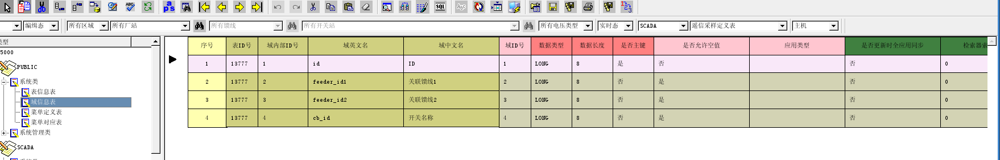 ABC
aps
SQL
Abc
123
编缉态 所有区域 所有厂站 所有馈线 所有开关站 所有电压类型 实时态 SCADA 遥信采样定义表 主机
类型
5000
PUBLIC
系统类
表信息表
域信息表
菜单定义表
菜单对应表
系统管理类
SCADA
序号 表ID号 域内部ID号 域英文名 域中文名 域ID号 数据类型 数据长度 是否主键 是否允许空值 应用类型 是否更新时全应用同步 检索器索
1 13777 1 id ID 1 LONG 8 是 否 否 0
2 13777 2 feeder_id1 关联馈线1 2 LONG 8 否 是 否 0
3 13777 3 feeder_id2 关联馈线2 3 LONG 8 否 是 否 0
4 13777 4 cb_id 开关名称 4 LONG 8 否 是 否 0